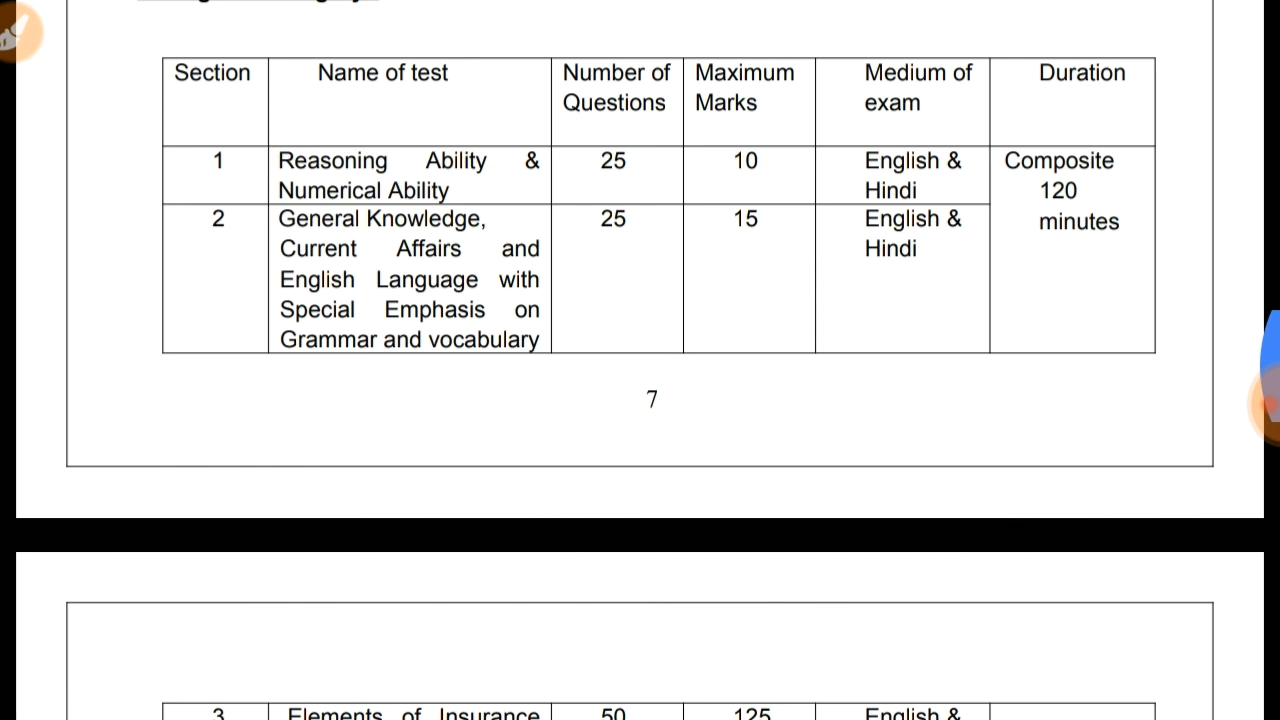 Section Name of test Number of Maximum Medium of Duration
Questions Marks exam
1 Reasoning Ability & 25 10 English & Composite
Numerical Ability Hindi 120
2 General Knowledge, 25 15 English & minutes
Current Affairs and Hindi
English Language with
Special Emphasis on
Grammar and vocabulary
7
3 Elements of Insurance 50 125 English &